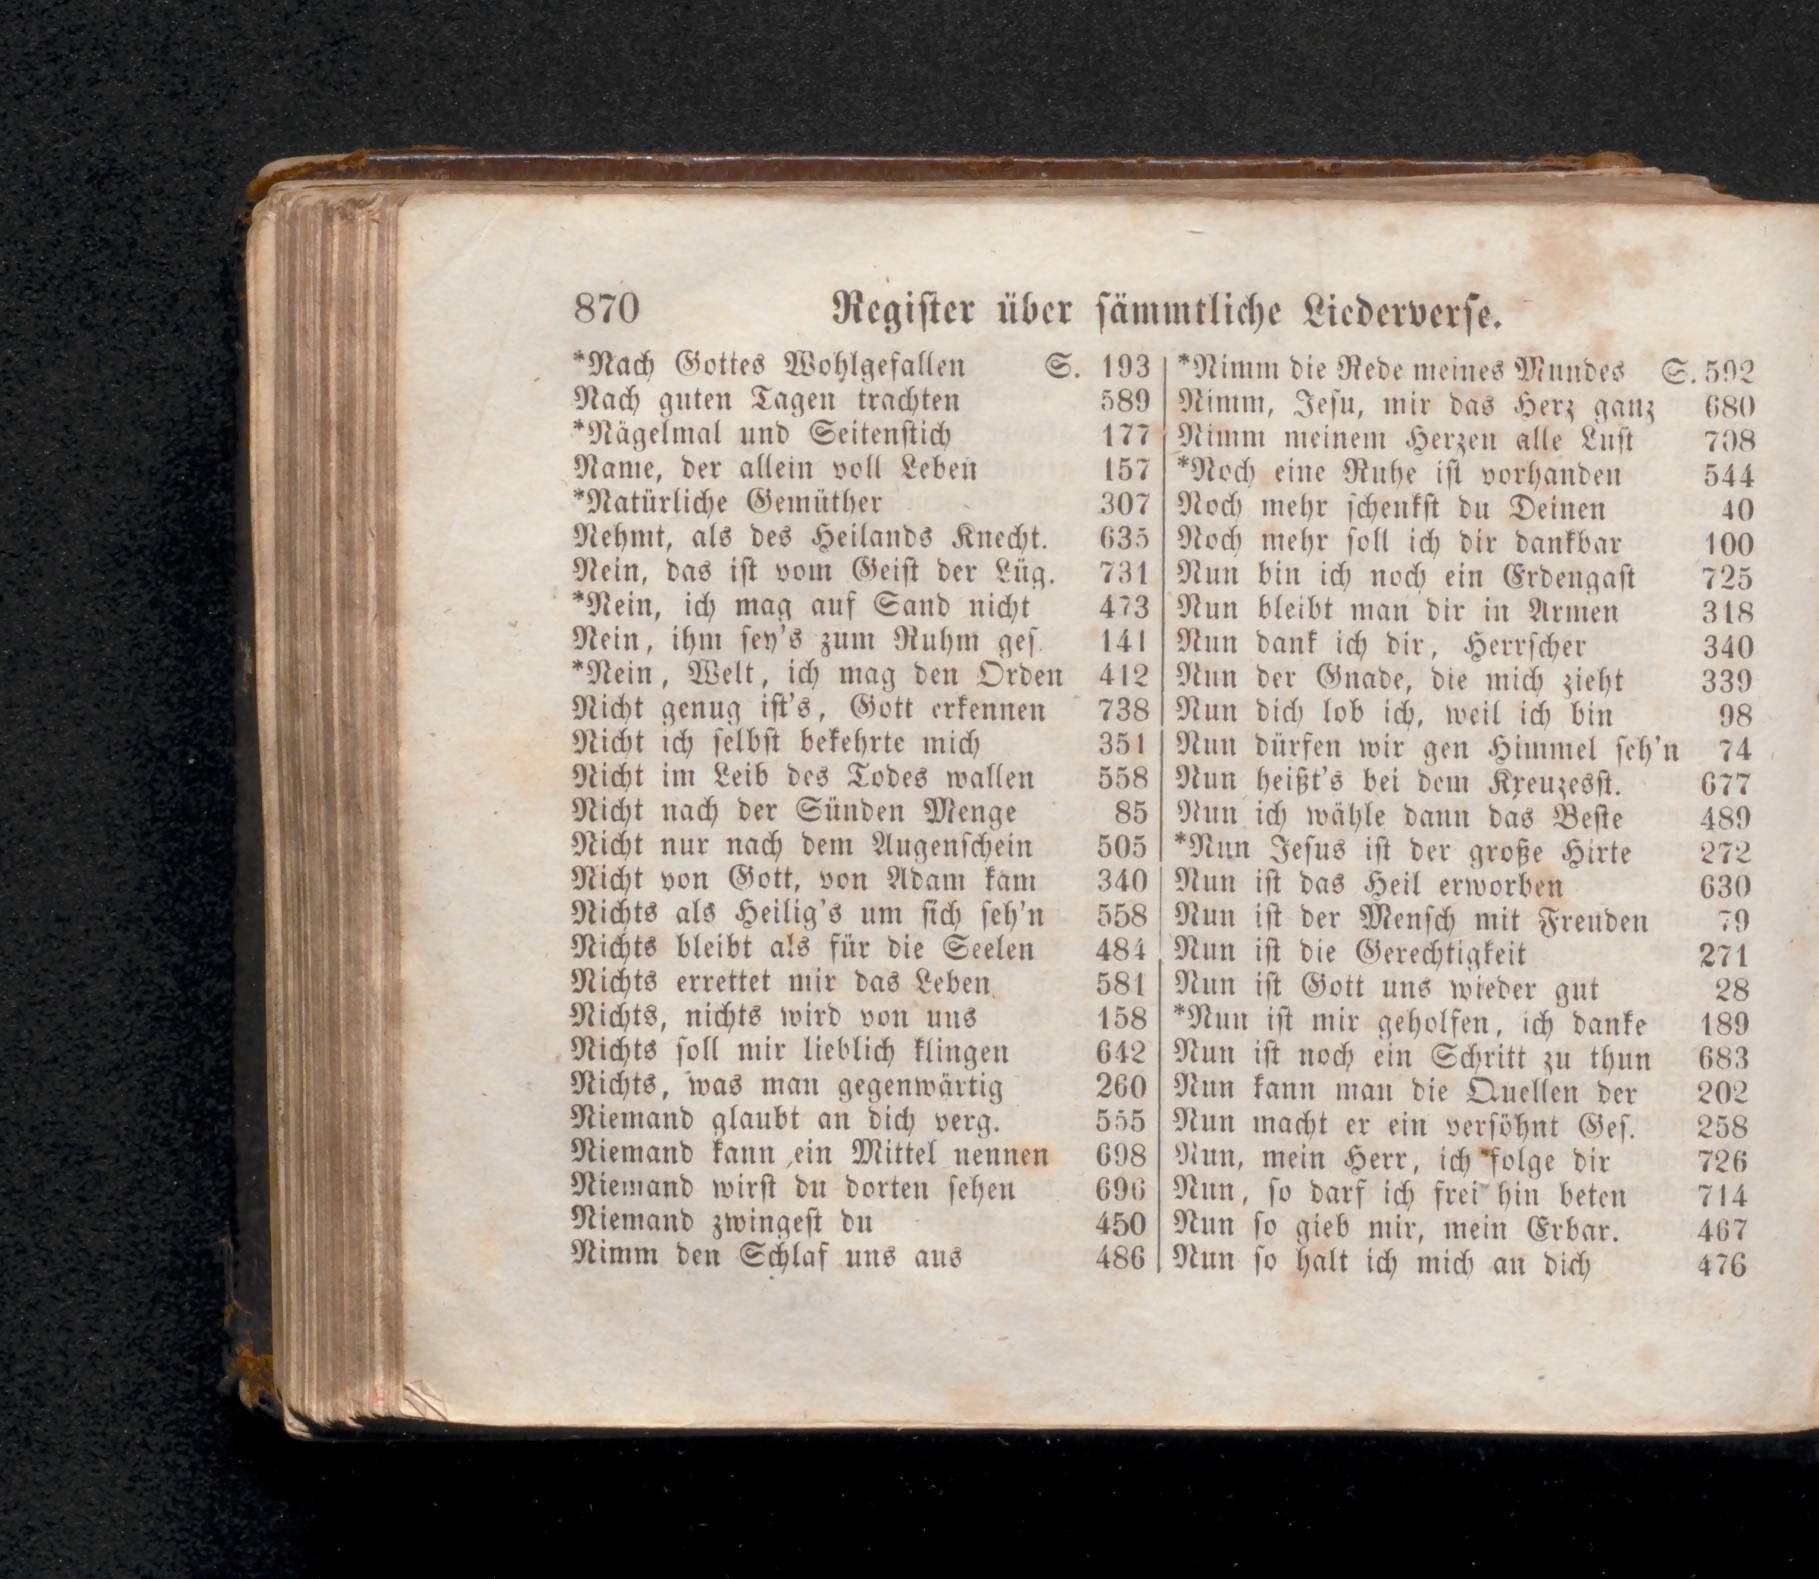 870 Register über sämmtliche Liederverse.
*Nach Gottes Wohlgefallen S. 193
Nach guten Tagen trachten 589
*Nägelmal und Seitenstich 177
Name, der allein voll Leben 157
*Natürliche Gemüther 307
Nehmt, als des Heilands Knecht. 635
Nein, das ist vom Geist der Lüg. 731
*Nein, ich mag auf Sand nicht 473
Nein, ihm sey's zum Ruhm ges. 141
*Nein, Welt, ich mag den Orden 412
Nicht genug ist's, Gott erkennen 738
Nicht ich selbst bekehrte mich 351
Nicht im Leib des Todes wallen 558
Nicht nach der Sünden Menge 85
Nicht nur nach dem Augenschein 505
Nicht von Gott, von Adam kam 340
Nichts als Heilig's um sich seh'n 558
Nichts bleibt als für die Seelen 484
Nichts errettet mir das Leben 581
Nichts, nichts wird von uns 158
Nichts soll mir lieblich klingen 642
Nichts, was man gegenwärtig 260
Niemand glaubt an dich verg. 555
Niemand kann ein Mittel nennen 698
Niemand wirst du dorten sehen 696
Niemand zwingest du 450
Nimm den Schlaf uns aus 486
*Nimm die Rede meines Mundes S. 592
Nimm, Jesu, mir das Herz ganz 680
Nimm meinem Herzen alle Lust 708
*Noch eine Ruhe ist vorhanden 544
Noch mehr schenkst du Deinen 40
Noch mehr soll ich dir dankbar 100
Nun bin ich noch ein Erdengast 725
Nun bleibt man dir in Armen 318
Nun dank ich dir, Herrscher 340
Nun der Gnade, die mich zieht 339
Nun dich lob ich, weil ich bin 98
Nun dürfen wir gen Himmel seh'n 74
Nun heißt's bei dem Kreuzesst. 677
Nun ich wähle dann das Beste 489
*Nun Jesus ist der große Hirte 272
Nun ist das Heil erworben 630
Nun ist der Mensch mit Freuden 79
Nun ist die Gerechtigkeit 271
Nun ist Gott uns wieder gut 28
*Nun ist mir geholfen, ich danke 189
Nun ist noch ein Schritt zu thun 683
Nun kann man die Quellen der 202
Nun macht er ein versöhnt Ges. 258
Nun, mein Herr, ich folge dir 726
Nun, so darf ich frei hin beten 714
Nun so gieb mir, mein Erbar. 467
Nun so halt ich mich an dich 476